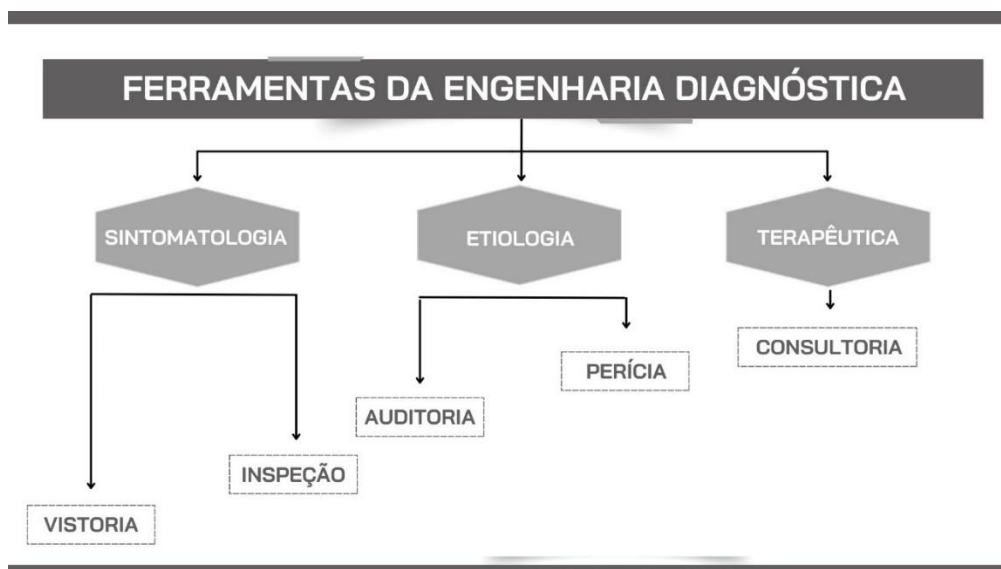 FERRAMENTAS DA ENGENHARIA DIAGNÓSTICA
SINTOMATOLOGIA
ETIOLOGIA
TERAPÊUTICA
CONSULTORIA
PERÍCIA
AUDITORIA
INSPEÇÃO
VISTORIA